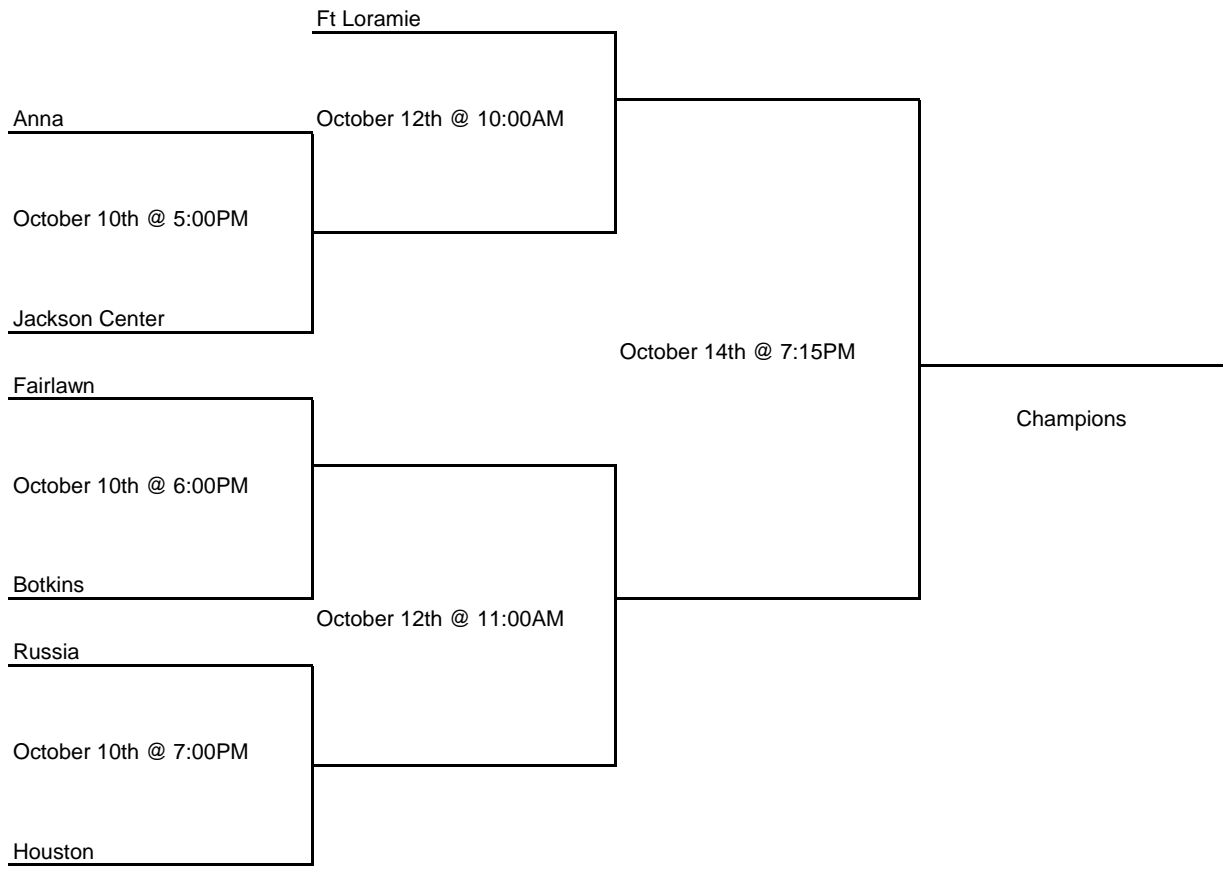 Ft Loramie
Anna
October 12th @ 10:00AM
October 10th @ 5:00PM
Jackson Center
October 14th @ 7:15PM
Fairlawn
Champions
October 10th @ 6:00PM
Botkins
October 12th @ 11:00AM
Russia
October 10th @ 7:00PM
Houston